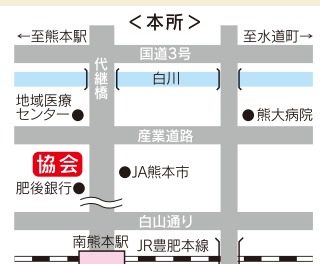 ＜本所＞
←至熊本駅
至水道町→
国道3号
代継橋
白川
地域医療
センター●
●熊大病院
産業道路
協会
●JA熊本市
肥後銀行●
白山通り
南熊本駅
JR豊肥本線